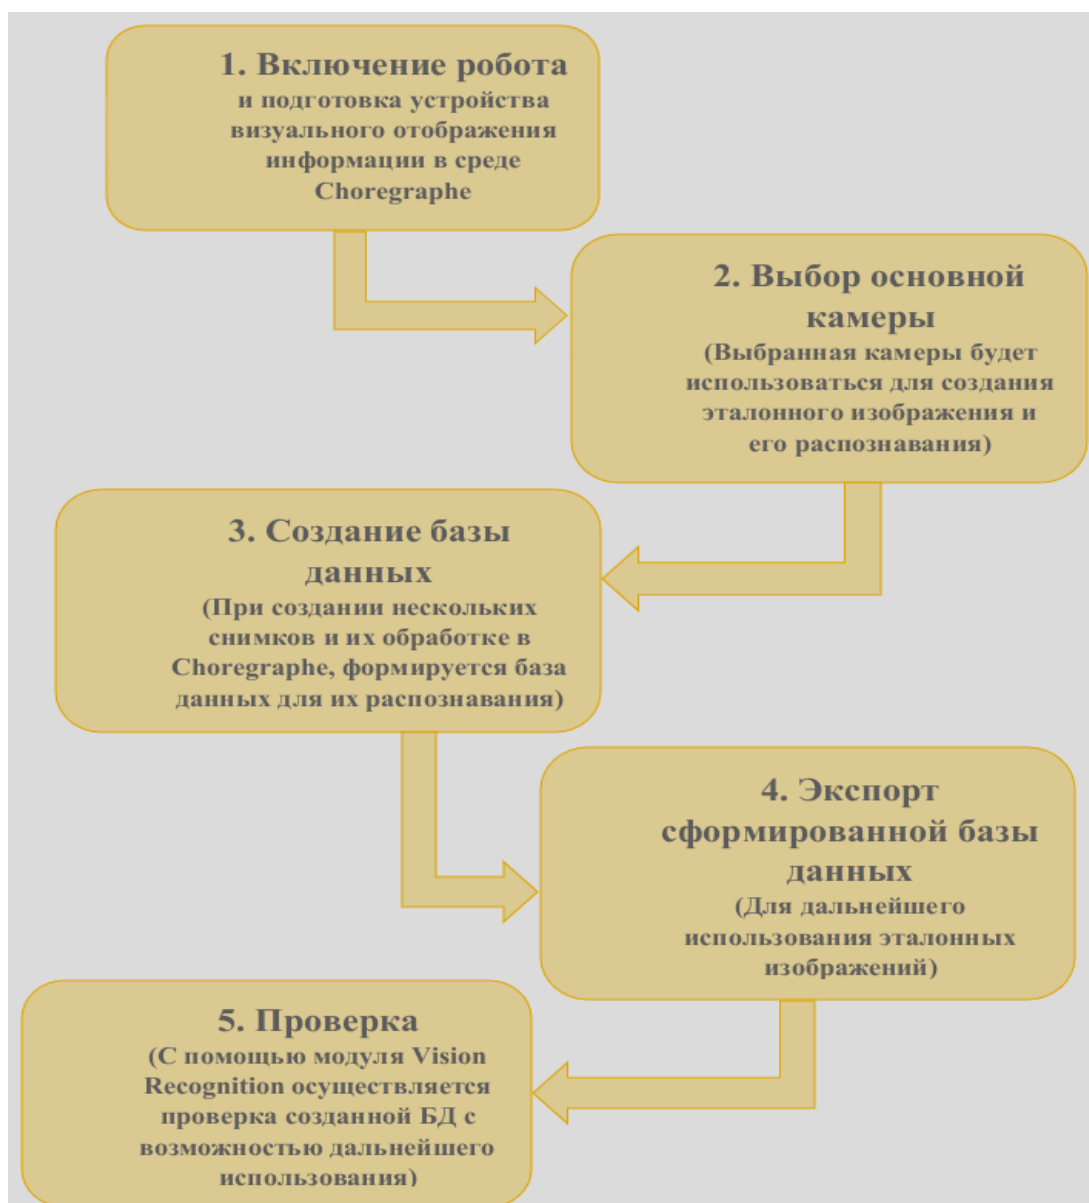 1. Включение робота
и подготовка устройства
визуального отображения
информации в среде
Choregraphe
2. Выбор основной
камеры
(Выбранная камеры будет
использоваться для создания
эталонного изображения и
его распознавания)
3. Создание базы
данных
(При создании нескольких
снимков и их обработке в
Choregraphe, формируется база
данных для их распознавания)
4. Экспорт
сформированной базы
данных
(Для дальнейшего
использования эталонных
изображений)
5. Проверка
(С помощью модуля Vision
Recognition осуществляется
проверка созданной БД с
возможностью дальнейшего
использования)